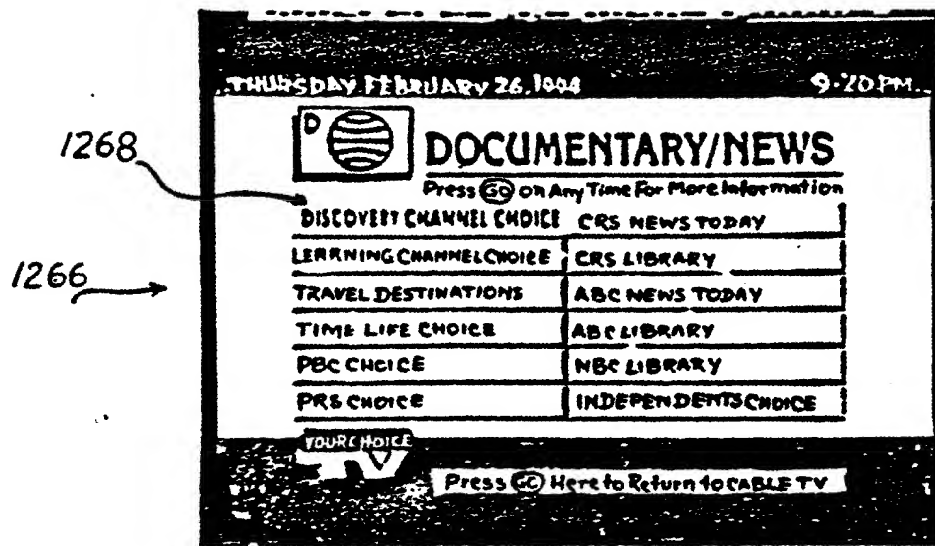 THURSDAY FEBRUARY 26, 1994 9:20 PM
1268
D
DOCUMENTARY/NEWS
Press GO on Any Time For More Information
DISCOVERY CHANNEL CHOICE CRS NEWS TODAY
LEARNING CHANNEL CHOICE CRS LIBRARY
1266
TRAVEL DESTINATIONS ABC NEWS TODAY
TIME LIFE CHOICE ABC LIBRARY
PBC CHOICE NBC LIBRARY
PRS CHOICE INDEPENDENTS CHOICE
YOUR CHOICE
Press GO Here to Return to CABLE TV